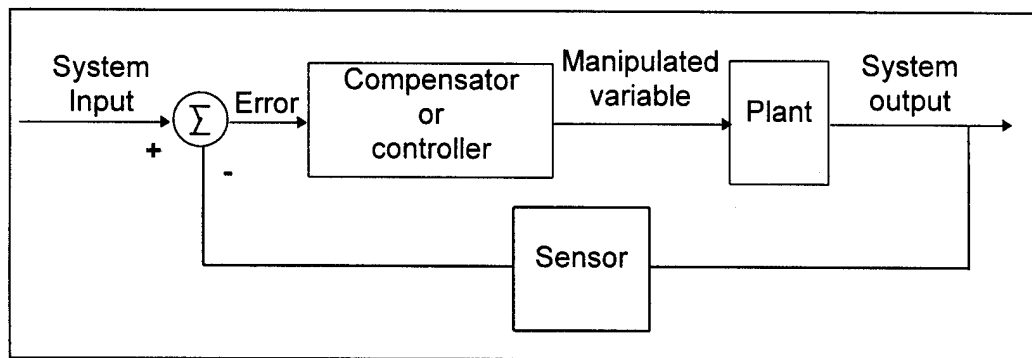 System
Input
Error
Compensator
or
controller
Manipulated
variable
Plant
System
output
Σ
+
-
Sensor